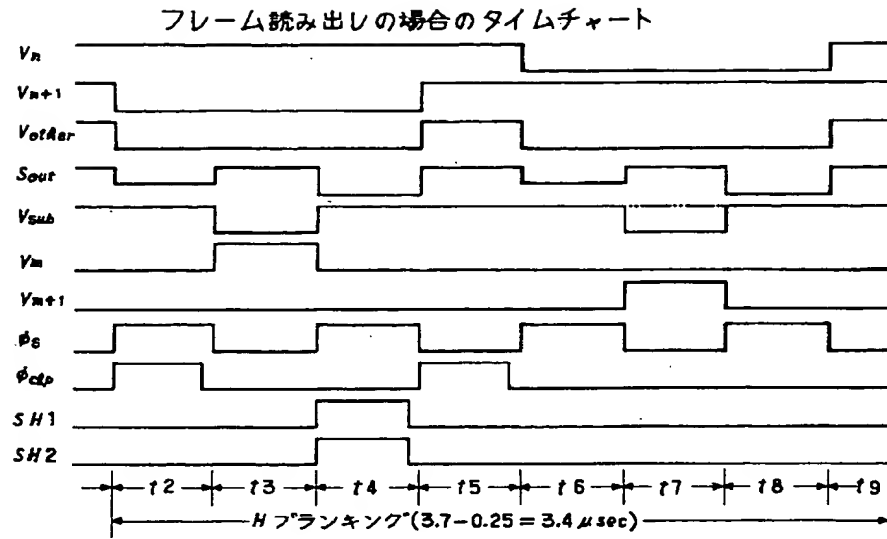 フレーム読み出しの場合のタイムチャート
Vn
Vn+1
Vother
Sout
Vsub
Vm
Vm+1
φs
φclp
SH1
SH2
t2 t3 t4 t5 t6 t7 t8 t9
Hブランキング(3.7-0.25=3.4μsec)